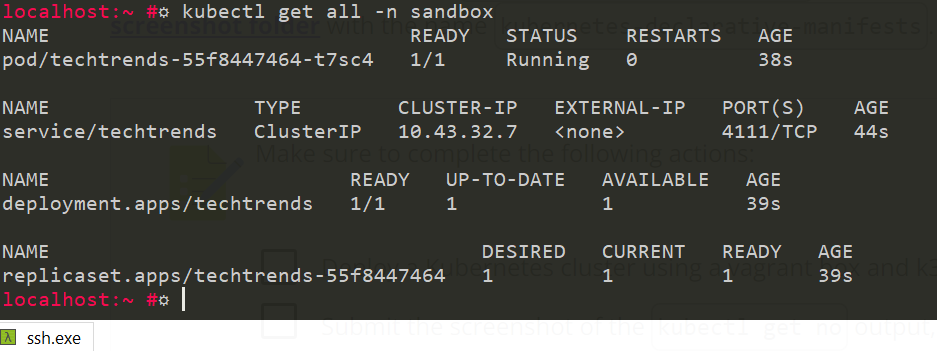 localhost:~ #☼ kubectl get all -n sandbox
screenshot folder with the name kubernetes-declarative-manifests.
NAME READY STATUS RESTARTS AGE
pod/techtrends-55f8447464-t7sc4 1/1 Running 0 38s
NAME TYPE CLUSTER-IP EXTERNAL-IP PORT(S) AGE
service/techtrends ClusterIP 10.43.32.7 <none> 4111/TCP 44s
Make sure to complete the following actions:
NAME READY UP-TO-DATE AVAILABLE AGE
deployment.apps/techtrends 1/1 1 1 39s
NAME DESIRED CURRENT READY AGE
replicaset.apps/techtrends-55f8447464 1 1 1 39s
Deploy a Kubernetes cluster using a vagrant box and k3
localhost:~ #☼
Submit the screenshot of the kubectl get no output,
λ ssh.exe